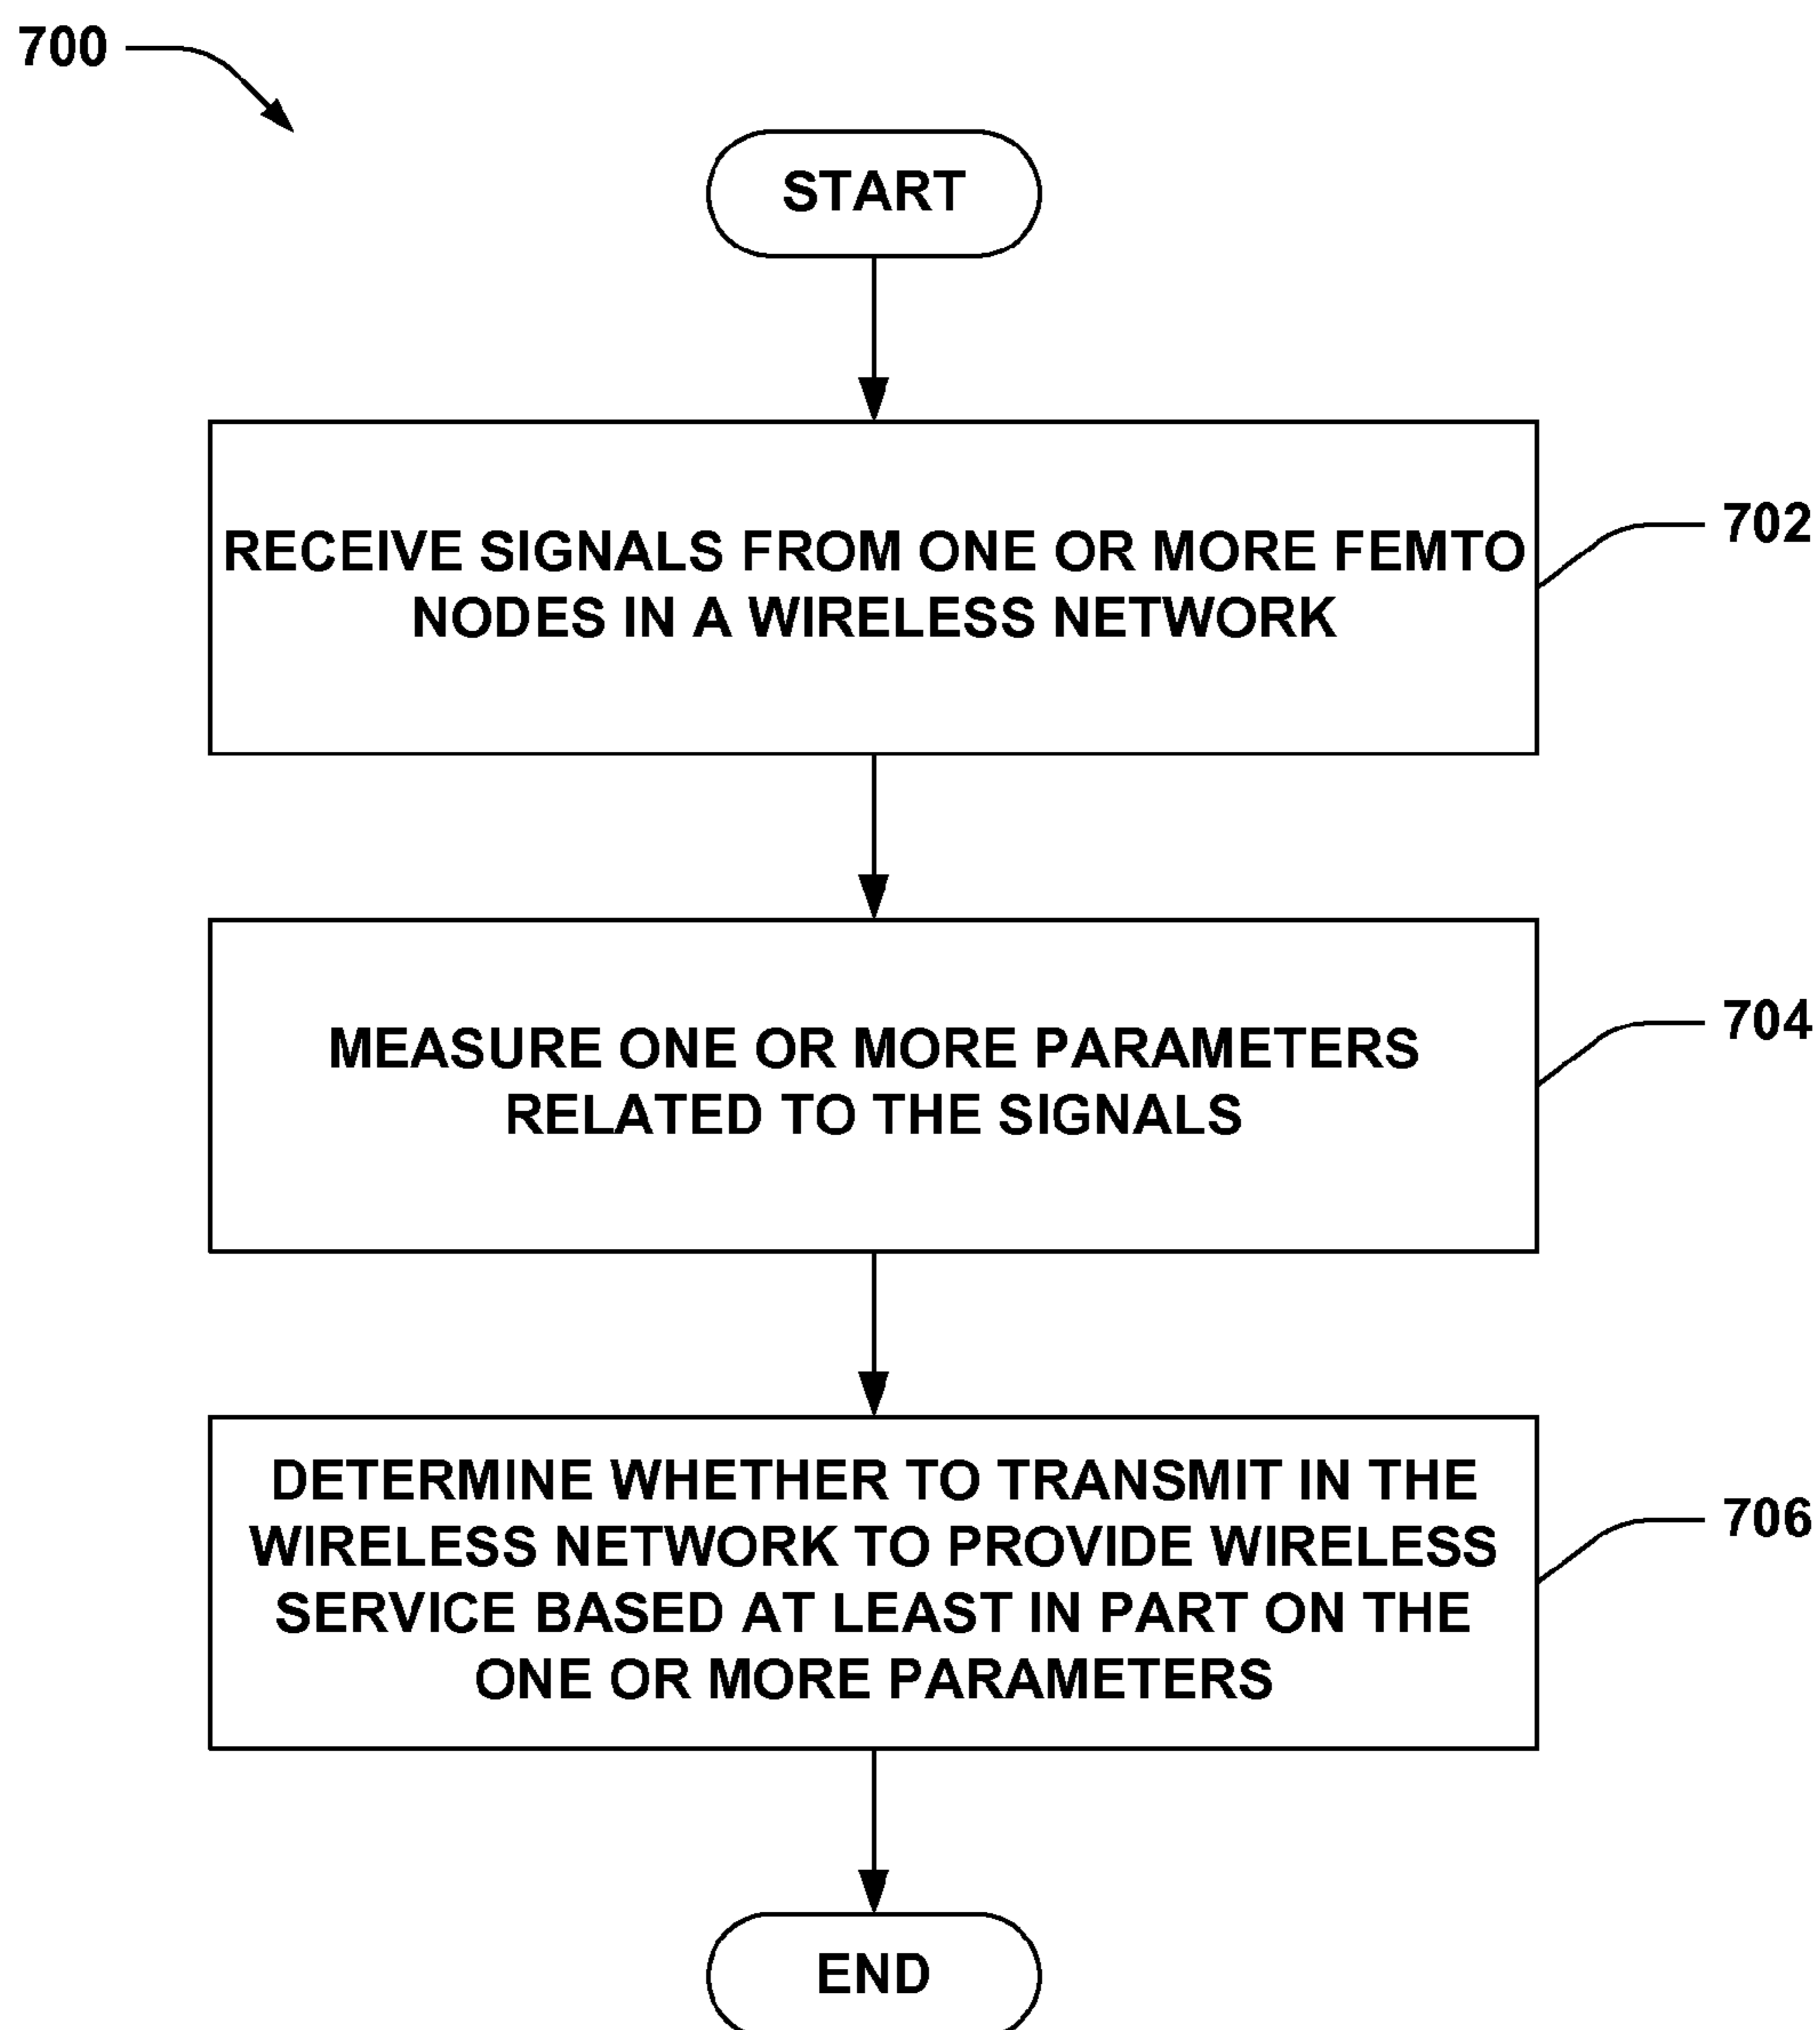 700
START
RECEIVE SIGNALS FROM ONE OR MORE FEMTO
NODES IN A WIRELESS NETWORK
702
MEASURE ONE OR MORE PARAMETERS
RELATED TO THE SIGNALS
704
DETERMINE WHETHER TO TRANSMIT IN THE
WIRELESS NETWORK TO PROVIDE WIRELESS
SERVICE BASED AT LEAST IN PART ON THE
ONE OR MORE PARAMETERS
706
END